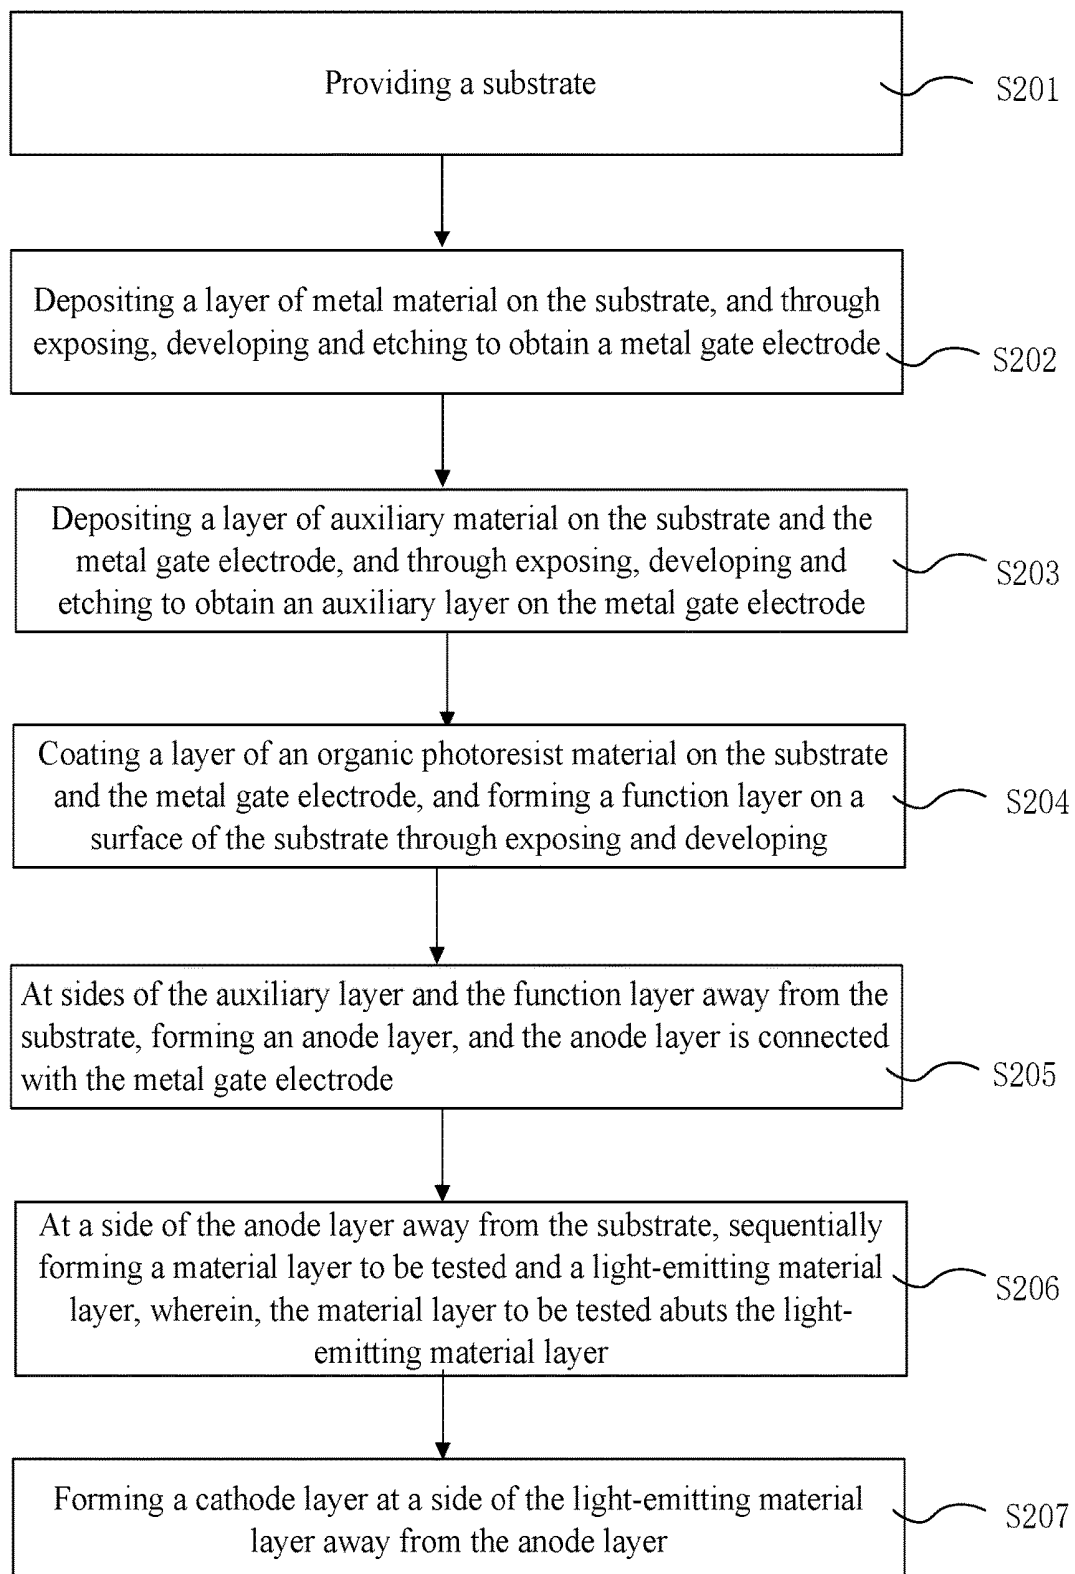 Providing a substrate
S201
Depositing a layer of metal material on the substrate, and through
exposing, developing and etching to obtain a metal gate electrode
S202
Depositing a layer of auxiliary material on the substrate and the
metal gate electrode, and through exposing, developing and
etching to obtain an auxiliary layer on the metal gate electrode
S203
Coating a layer of an organic photoresist material on the substrate
and the metal gate electrode, and forming a function layer on a
surface of the substrate through exposing and developing
S204
At sides of the auxiliary layer and the function layer away from the
substrate, forming an anode layer, and the anode layer is connected
with the metal gate electrode
S205
At a side of the anode layer away from the substrate, sequentially
forming a material layer to be tested and a light-emitting material
layer, wherein, the material layer to be tested abuts the light-
emitting material layer
S206
Forming a cathode layer at a side of the light-emitting material
layer away from the anode layer
S207